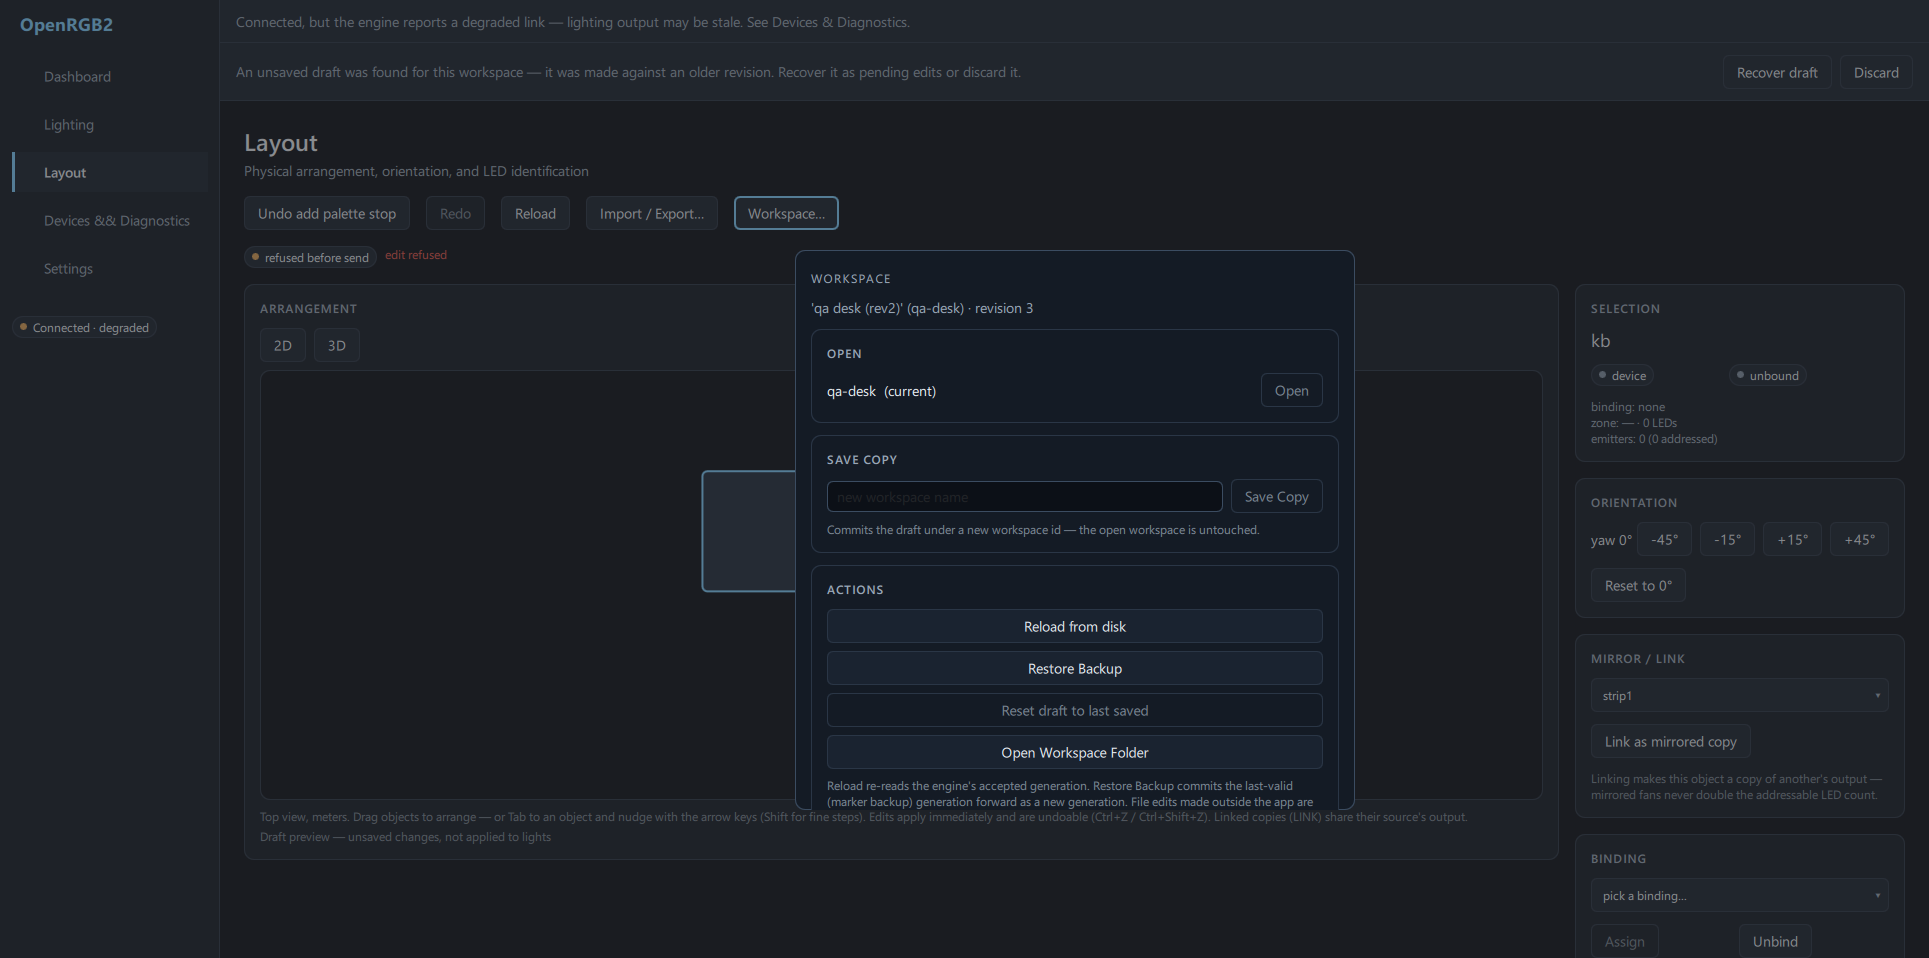 OpenRGB2
Dashboard
Lighting
Layout
Devices && Diagnostics
Settings
Connected · degraded
Connected, but the engine reports a degraded link — lighting output may be stale. See Devices & Diagnostics.
An unsaved draft was found for this workspace — it was made against an older revision. Recover it as pending edits or discard it.
Recover draft
Discard
Layout
Physical arrangement, orientation, and LED identification
Undo add palette stop
Redo
Reload
Import / Export...
Workspace...
refused before send
edit refused
ARRANGEMENT
2D
3D
Top view, meters. Drag objects to arrange — or Tab to an object and nudge with the arrow keys (Shift for fine steps). Edits apply immediately and are undoable (Ctrl+Z / Ctrl+Shift+Z). Linked copies (LINK) share their source's output.
Draft preview — unsaved changes, not applied to lights
WORKSPACE
'qa desk (rev2)' (qa-desk) · revision 3
OPEN
qa-desk (current)
Open
SAVE COPY
new workspace name
Save Copy
Commits the draft under a new workspace id — the open workspace is untouched.
ACTIONS
Reload from disk
Restore Backup
Reset draft to last saved
Open Workspace Folder
Reload re-reads the engine's accepted generation. Restore Backup commits the last-valid
(marker backup) generation forward as a new generation. File edits made outside the app are
SELECTION
kb
device
unbound
binding: none
zone: — · 0 LEDs
emitters: 0 (0 addressed)
ORIENTATION
yaw 0°
-45°
-15°
+15°
+45°
Reset to 0°
MIRROR / LINK
strip1
Link as mirrored copy
Linking makes this object a copy of another's output —
mirrored fans never double the addressable LED count.
BINDING
pick a binding...
Assign
Unbind